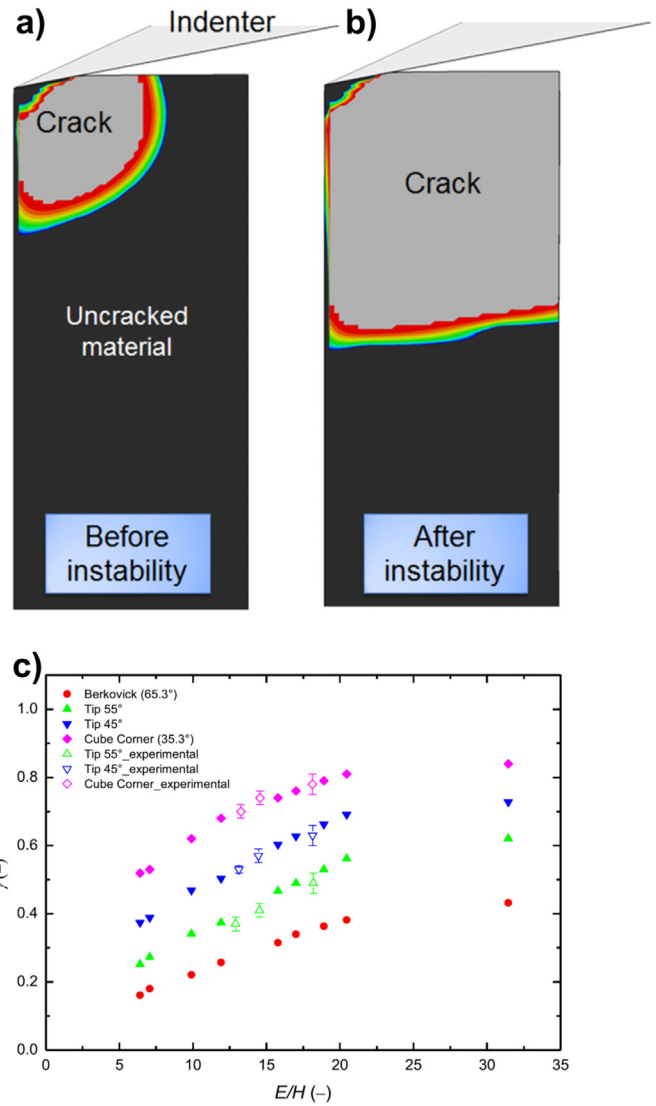 a)
Indenter
b)
Crack
Crack
Uncracked
material
Before
instability
After
instability
c)
Berkovick (65.3°)
Tip 55°
Tip 45°
Cube Corner (35.3°)
Tip 55°_experimental
Tip 45°_experimental
Cube Corner_experimental
1.0
0.8
0.6
0.4
0.2
0.0
0 5 10 15 20 25 30 35
E/H (–)